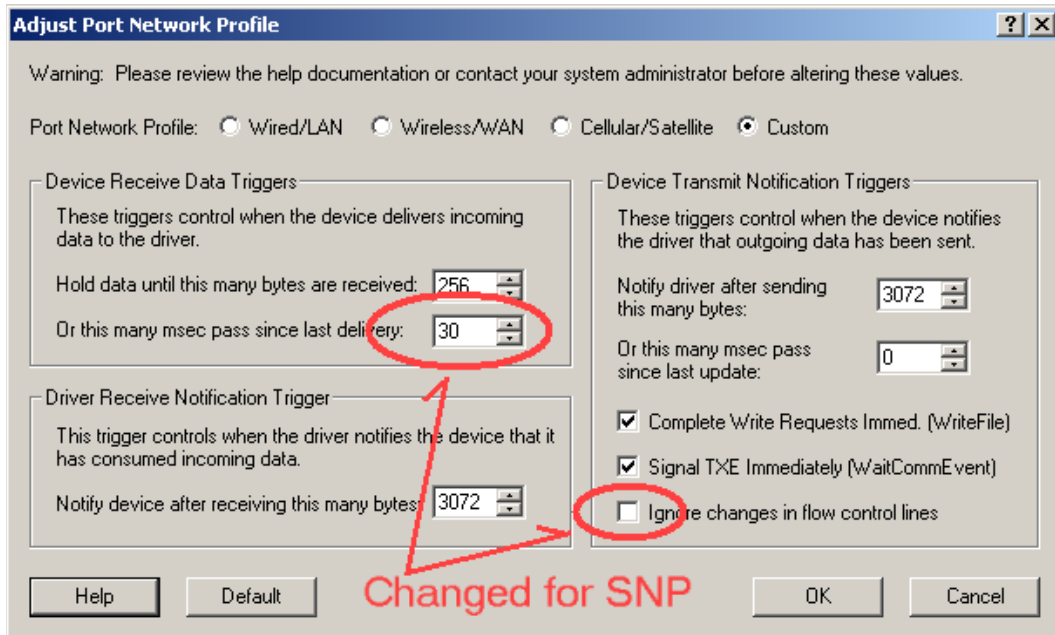 Adjust Port Network Profile
Warning: Please review the help documentation or contact your system administrator before altering these values.
Port Network Profile: Wired/LAN Wireless/WAN Cellular/Satellite Custom
Device Receive Data Triggers
These triggers control when the device delivers incoming
data to the driver.
Hold data until this many bytes are received: 256
Or this many msec pass since last delivery: 30
Driver Receive Notification Trigger
This trigger controls when the driver notifies the device that it
has consumed incoming data.
Notify device after receiving this many bytes: 3072
Device Transmit Notification Triggers
These triggers control when the device notifies
the driver that outgoing data has been sent.
Notify driver after sending
this many bytes: 3072
Or this many msec pass
since last update: 0
Complete Write Requests Immed. (WriteFile)
Signal TXE Immediately (WaitCommEvent)
Ignore changes in flow control lines
Changed for SNP
Help Default OK Cancel